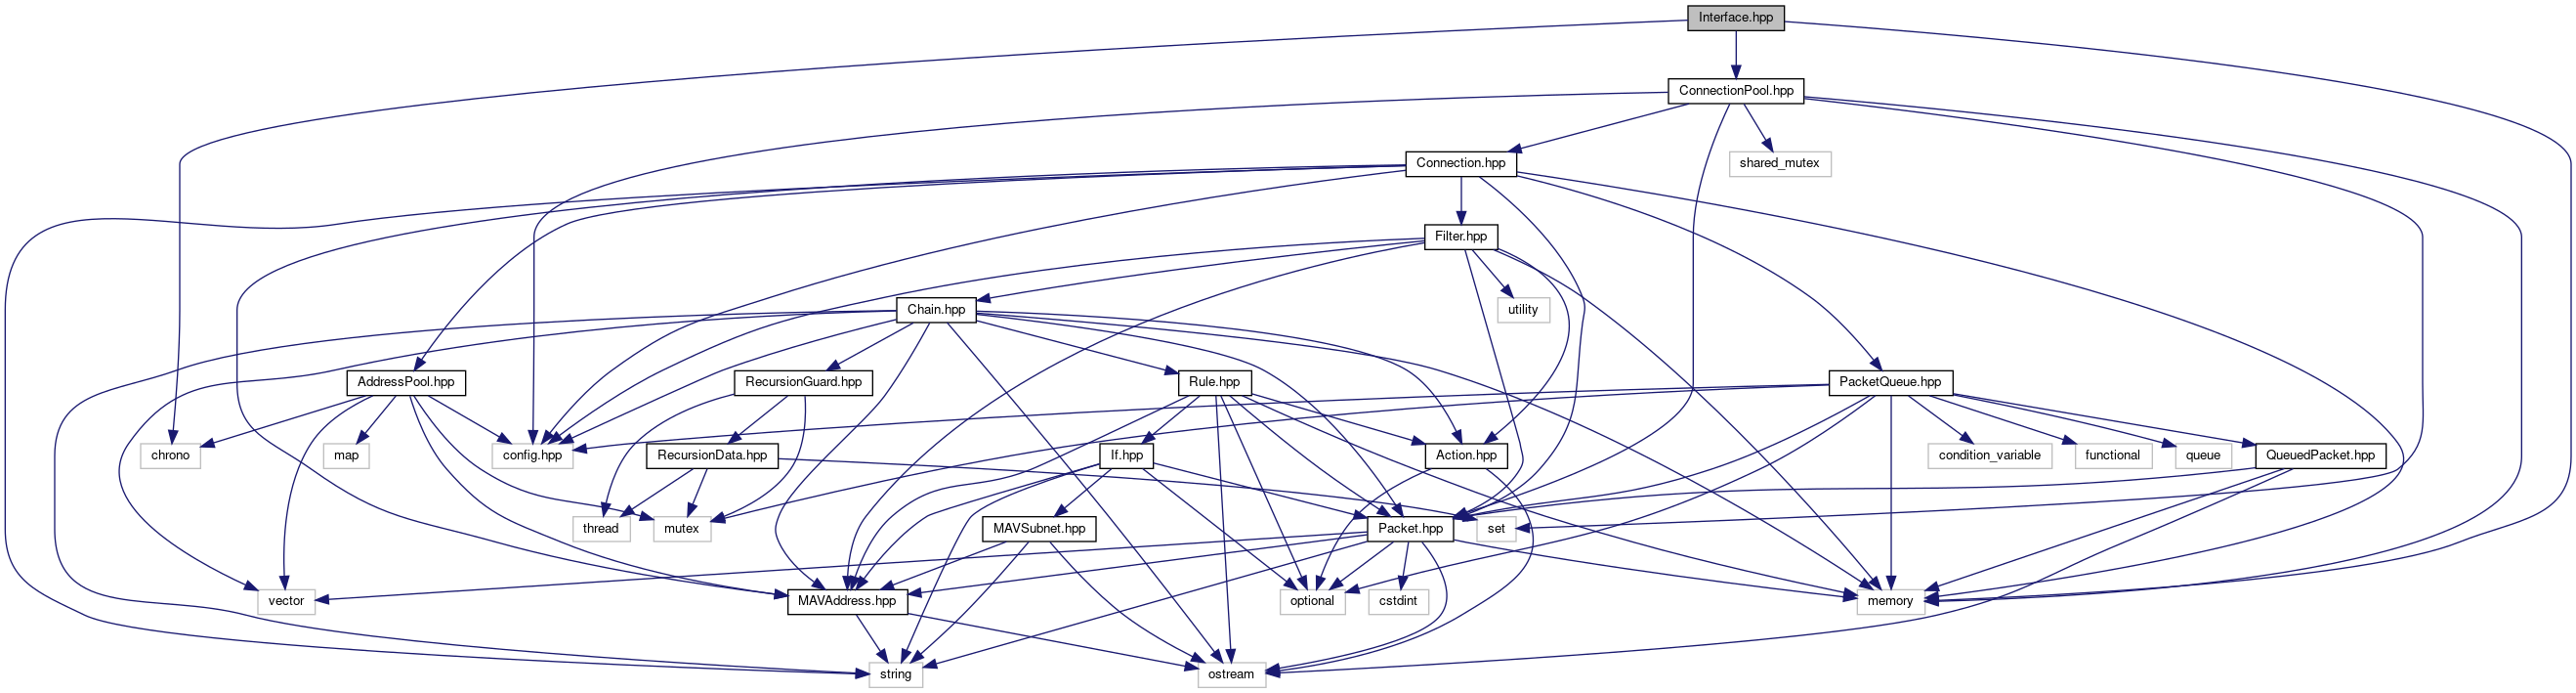 Interface.hpp
ConnectionPool.hpp
Connection.hpp
shared_mutex
Filter.hpp
Chain.hpp
utility
AddressPool.hpp
RecursionGuard.hpp
Rule.hpp
PacketQueue.hpp
chrono
map
config.hpp
RecursionData.hpp
If.hpp
Action.hpp
condition_variable
functional
queue
QueuedPacket.hpp
thread
mutex
MAVSubnet.hpp
Packet.hpp
set
vector
MAVAddress.hpp
optional
cstdint
memory
string
ostream